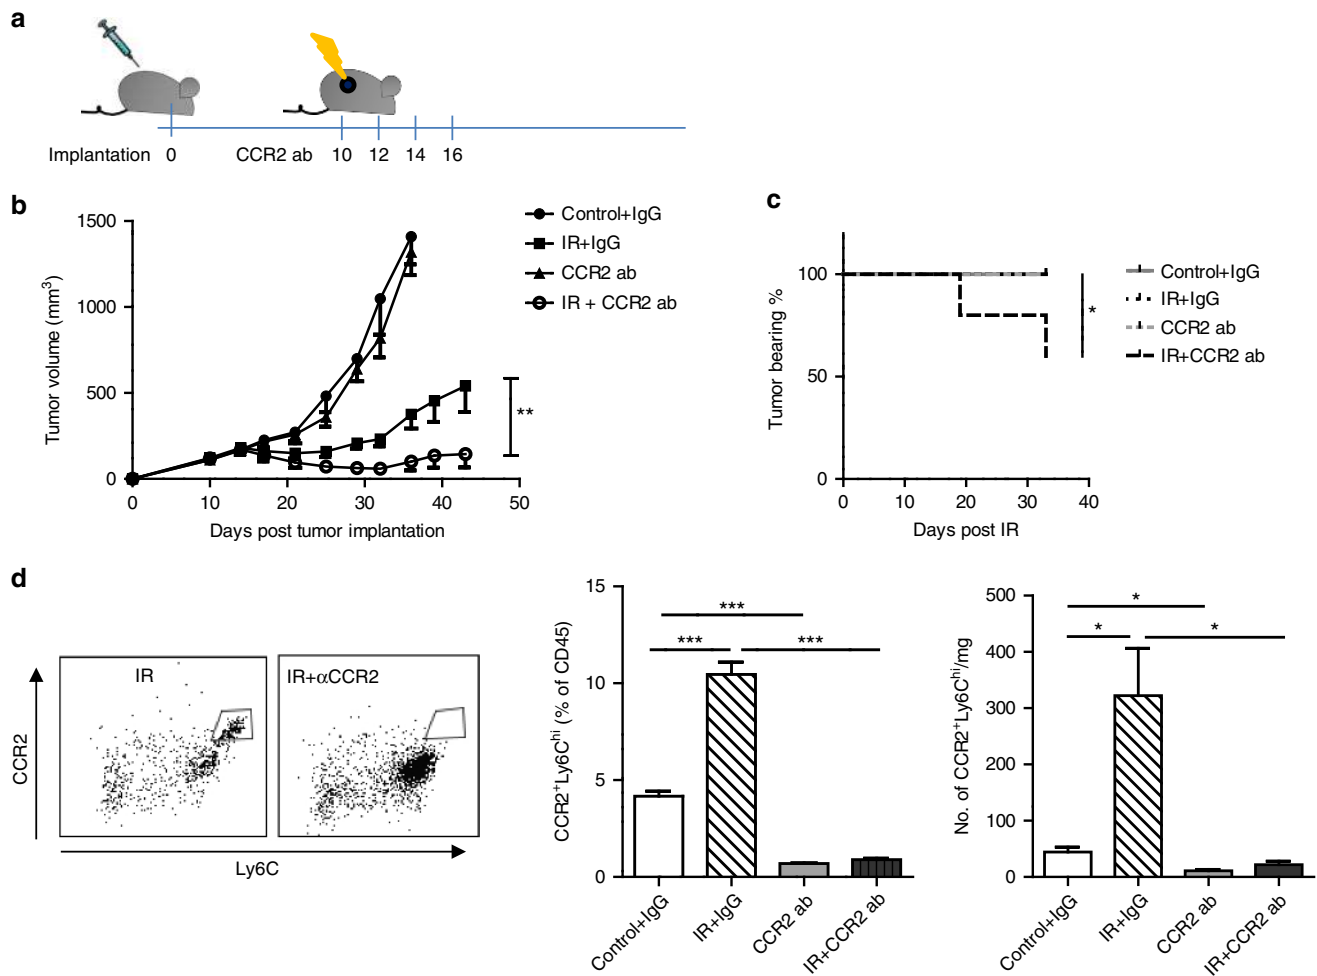 a
Implantation 0 CCR2 ab 10 12 14 16
b
Tumor volume (mm³)
1500
1000
500
0
0 10 20 30 40 50
Days post tumor implantation
Control+IgG
IR+IgG
CCR2 ab
IR + CCR2 ab
**
c
Tumor bearing %
100
50
0
0 10 20 30 40
Days post IR
Control+IgG
IR+IgG
CCR2 ab
IR+CCR2 ab
*
d
CCR2
IR
IR+αCCR2
Ly6C
CCR2⁺Ly6Cʰⁱ (% of CD45)
15
10
5
0
***
*** ***
Control+IgG
IR+IgG
CCR2 ab
IR+CCR2 ab
No. of CCR2⁺Ly6Cʰⁱ/mg
500
400
300
200
100
0
*
* *
Control+IgG
IR+IgG
CCR2 ab
IR+CCR2 ab